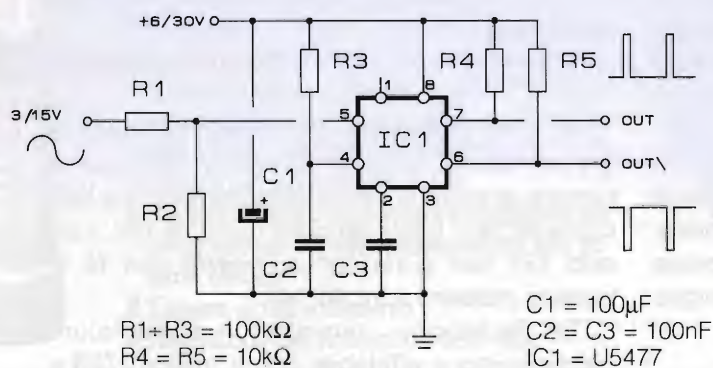 +6/30V
R3
R4
R5
R1
3/15V
1
8
5
7
OUT
IC1
4
6
OUT\
C1
+
2
3
R2
C2
C3
R1÷R3 = 100kΩ
R4 = R5 = 10kΩ
C1 = 100µF
C2 = C3 = 100nF
IC1 = U5477